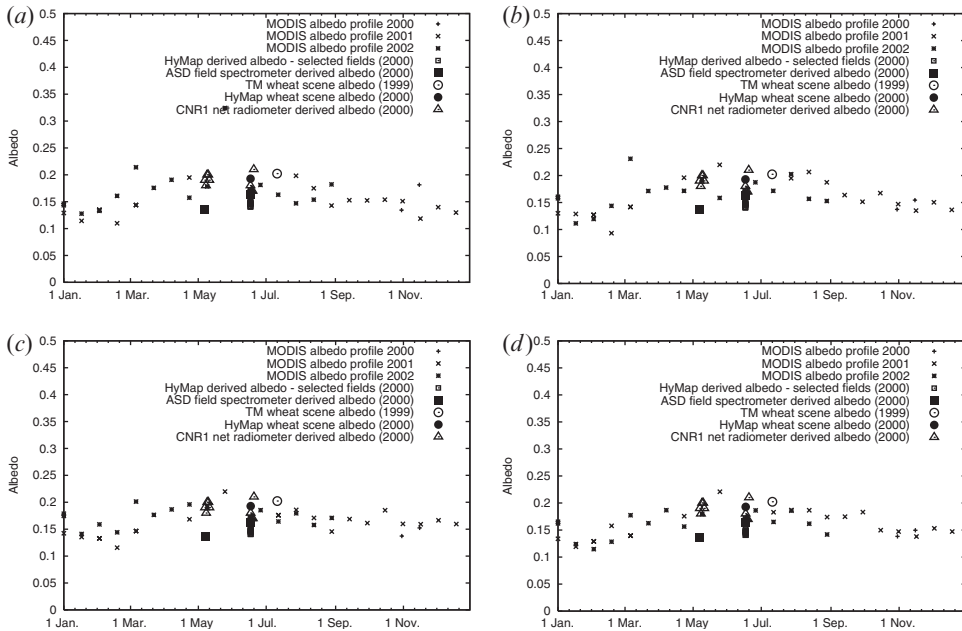 (a)
MODIS albedo profile 2000
MODIS albedo profile 2001
MODIS albedo profile 2002
HyMap derived albedo - selected fields (2000)
ASD field spectrometer derived albedo (2000)
TM wheat scene albedo (1999)
HyMap wheat scene albedo (2000)
CNR1 net radiometer derived albedo (2000)
Albedo
0.5
0.45
0.4
0.35
0.3
0.25
0.2
0.15
0.1
0.05
0
1 Jan. 1 Mar. 1 May 1 Jul. 1 Sep. 1 Nov.
(b)
MODIS albedo profile 2000
MODIS albedo profile 2001
MODIS albedo profile 2002
HyMap derived albedo - selected fields (2000)
ASD field spectrometer derived albedo (2000)
TM wheat scene albedo (1999)
HyMap wheat scene albedo (2000)
CNR1 net radiometer derived albedo (2000)
Albedo
0.5
0.45
0.4
0.35
0.3
0.25
0.2
0.15
0.1
0.05
0
1 Jan. 1 Mar. 1 May 1 Jul. 1 Sep. 1 Nov.
(c)
MODIS albedo profile 2000
MODIS albedo profile 2001
MODIS albedo profile 2002
HyMap derived albedo - selected fields (2000)
ASD field spectrometer derived albedo (2000)
TM wheat scene albedo (1999)
HyMap wheat scene albedo (2000)
CNR1 net radiometer derived albedo (2000)
Albedo
0.5
0.45
0.4
0.35
0.3
0.25
0.2
0.15
0.1
0.05
0
1 Jan. 1 Mar. 1 May 1 Jul. 1 Sep. 1 Nov.
(d)
MODIS albedo profile 2000
MODIS albedo profile 2001
MODIS albedo profile 2002
HyMap derived albedo - selected fields (2000)
ASD field spectrometer derived albedo (2000)
TM wheat scene albedo (1999)
HyMap wheat scene albedo (2000)
CNR1 net radiometer derived albedo (2000)
Albedo
0.5
0.45
0.4
0.35
0.3
0.25
0.2
0.15
0.1
0.05
0
1 Jan. 1 Mar. 1 May 1 Jul. 1 Sep. 1 Nov.